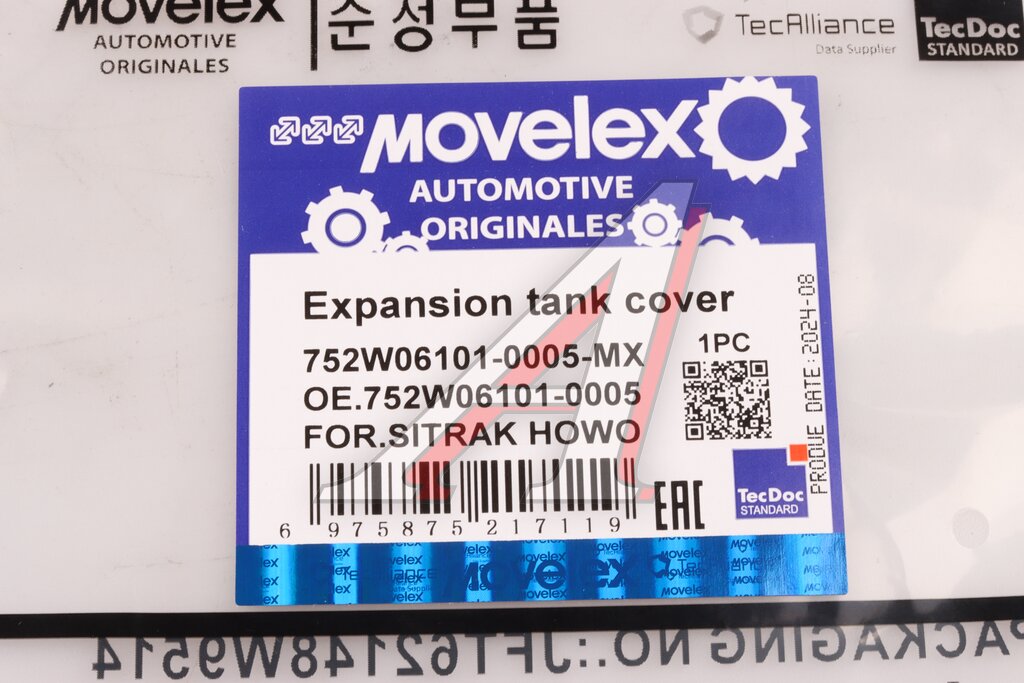 movelex
AUTOMOTIVE
ORIGINALES
순성부품
TecAlliance
Data Supplier
TecDoc
STANDARD
movelex
AUTOMOTIVE
ORIGINALES
Expansion tank cover
752W06101-0005-MX
OE.752W06101-0005
FOR.SITRAK HOWO
1PC
PRODUE DATE:2024-08
6 975875 217119
EAC
TecDoc
STANDARD
movelex
PACKAGING NO.:JFT62148W9514